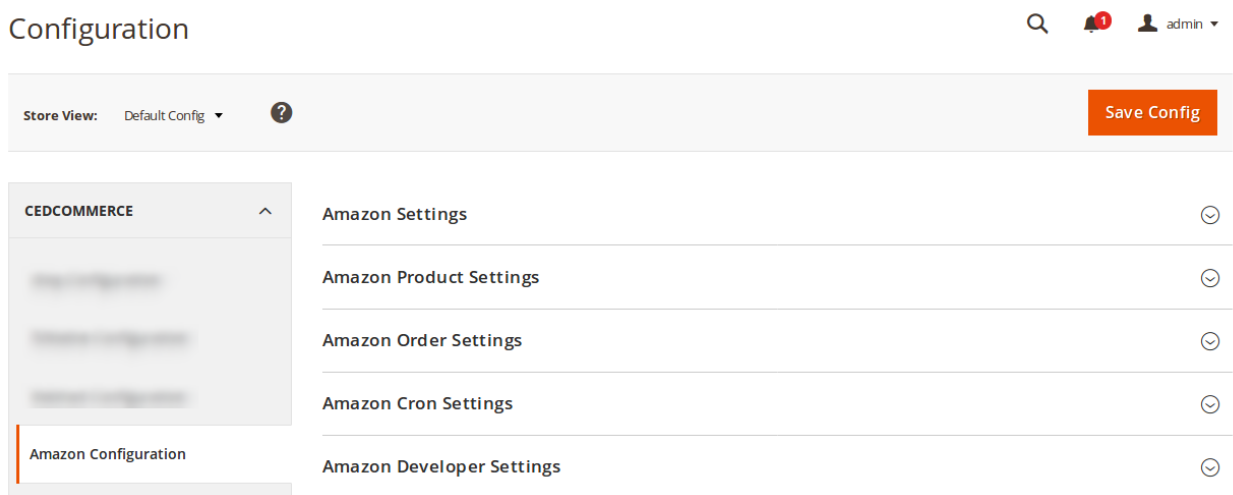 Configuration
1
admin
Store View: Default Config ?
Save Config
CEDCOMMERCE
Amazon Configuration
Amazon Settings
Amazon Product Settings
Amazon Order Settings
Amazon Cron Settings
Amazon Developer Settings